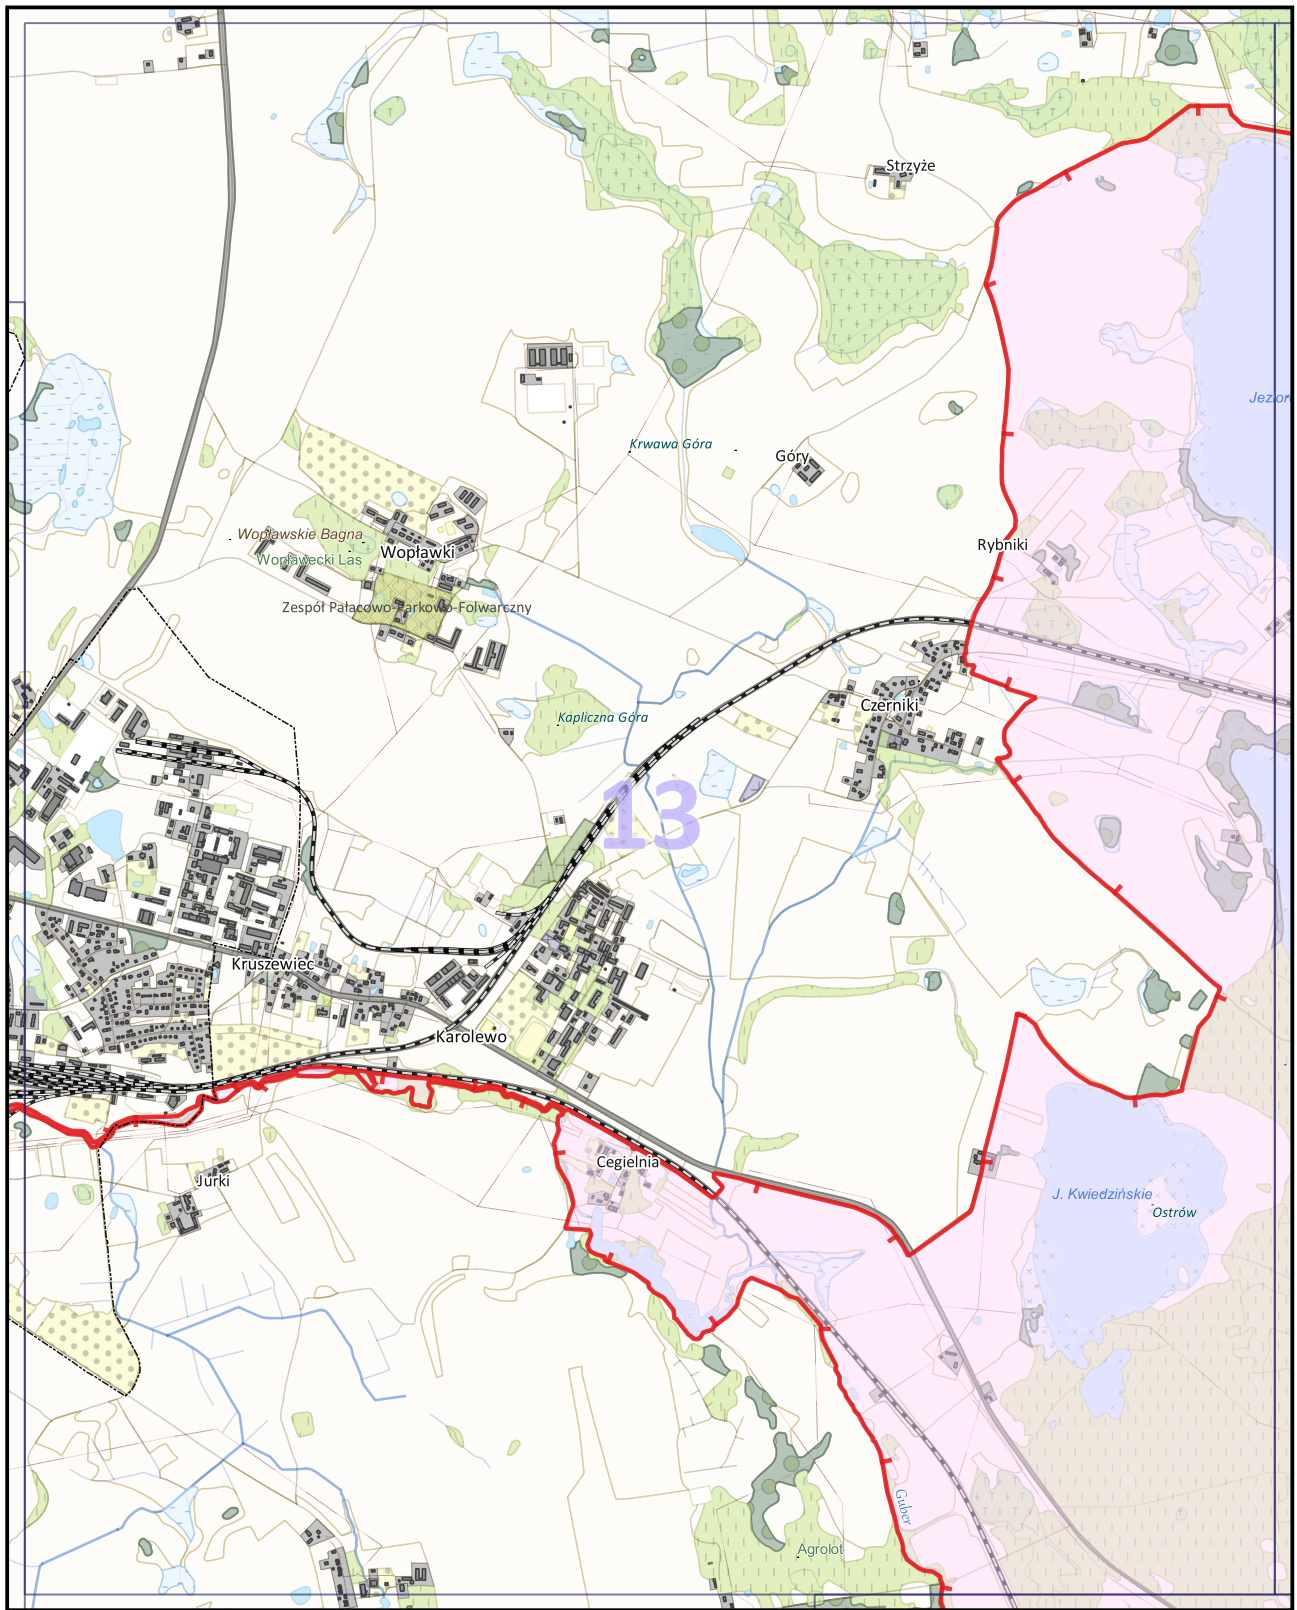 Strzyże
Jezior
Krwawa Góra
Góry
Wopławskie Bagna
Wopławki
Wopławecki Las
Rybniki
Zespół Pałacowo-Parkowo-Folwarczny
Czerniki
Kapliczna Góra
13
Kruszewiec
Karolewo
Cegielnia
Jurki
J. Kwiedzińskie
Ostrów
Guber
Agrolot